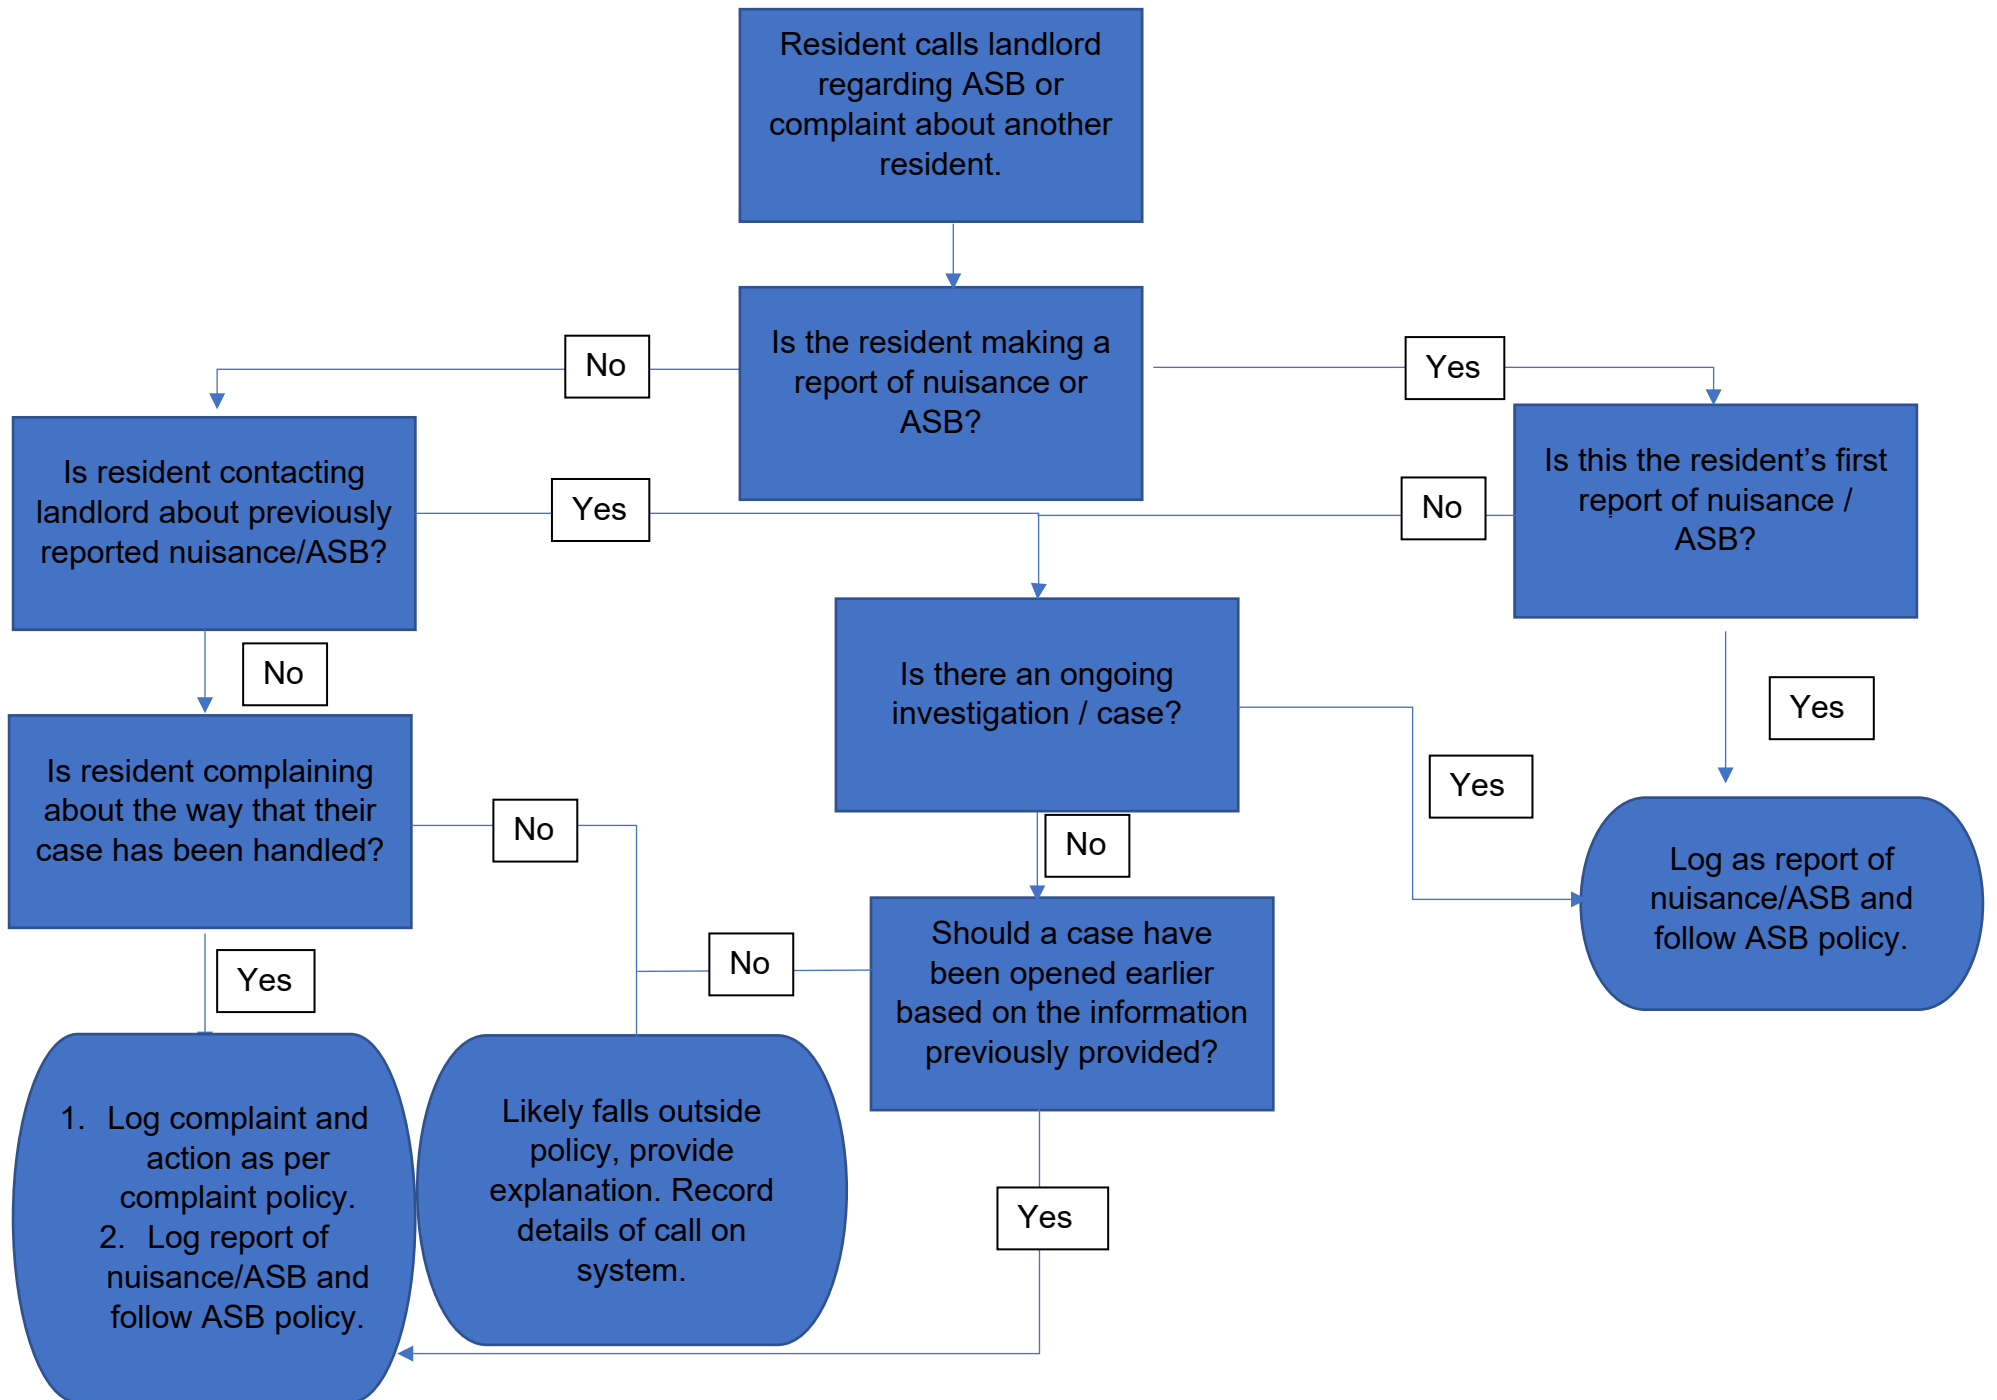 Resident calls landlord
regarding ASB or
complaint about another
resident.
Is the resident making a
report of nuisance or
ASB?
No
Yes
Is resident contacting
landlord about previously
reported nuisance/ASB?
Yes
No
Is this the resident’s first
report of nuisance /
ASB?
No
Is there an ongoing
investigation / case?
Yes
Yes
Is resident complaining
about the way that their
case has been handled?
No
No
Log as report of
nuisance/ASB and
follow ASB policy.
Should a case have
been opened earlier
based on the information
previously provided?
No
Yes
1. Log complaint and
action as per
complaint policy.
2. Log report of
nuisance/ASB and
follow ASB policy.
Likely falls outside
policy, provide
explanation. Record
details of call on
system.
Yes